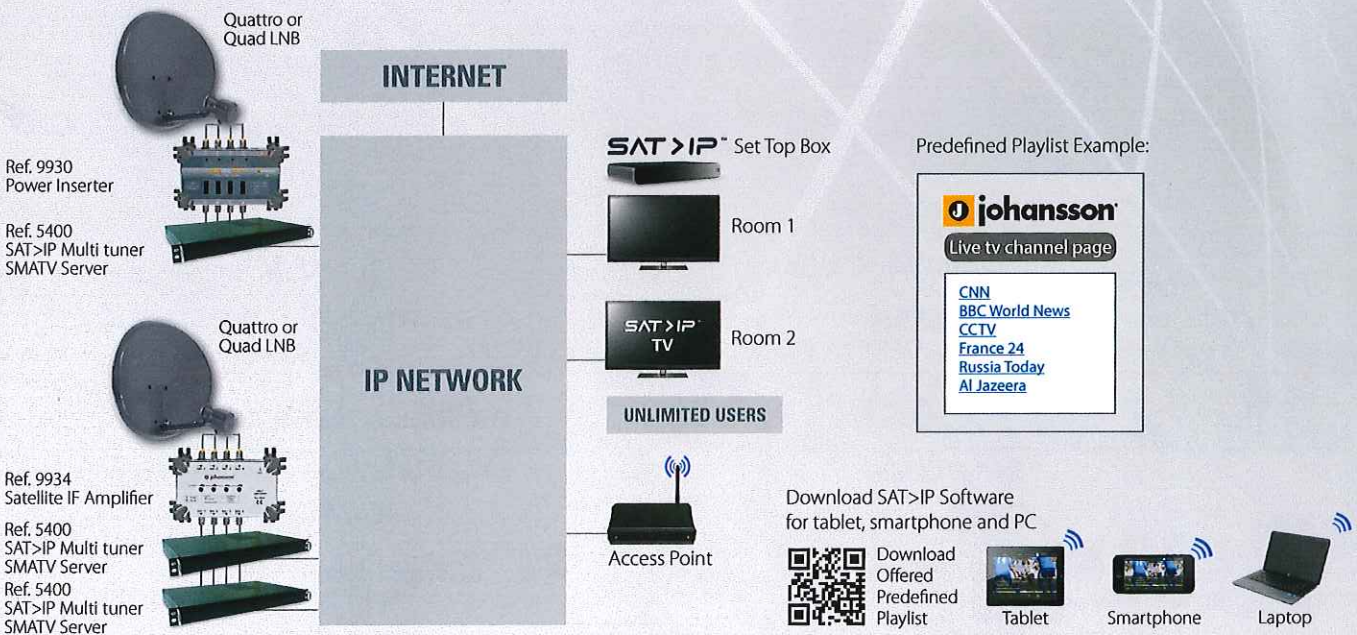 Quattro or
Quad LNB
Ref. 9930
Power Inserter
Ref. 5400
SAT>IP Multi tuner
SMATV Server
Quattro or
Quad LNB
Ref. 9934
Satellite IF Amplifier
johansson
Ref. 5400
SAT>IP Multi tuner
SMATV Server
Ref. 5400
SAT>IP Multi tuner
SMATV Server
INTERNET
IP NETWORK
SAT>IP™ Set Top Box
Room 1
SAT>IP™
TV
Room 2
UNLIMITED USERS
Access Point
Predefined Playlist Example:
johansson
Live tv channel page
CNN
BBC World News
CCTV
France 24
Russia Today
Al Jazeera
Download SAT>IP Software
for tablet, smartphone and PC
Download
Offered
Predefined
Playlist
Tablet
Smartphone
Laptop